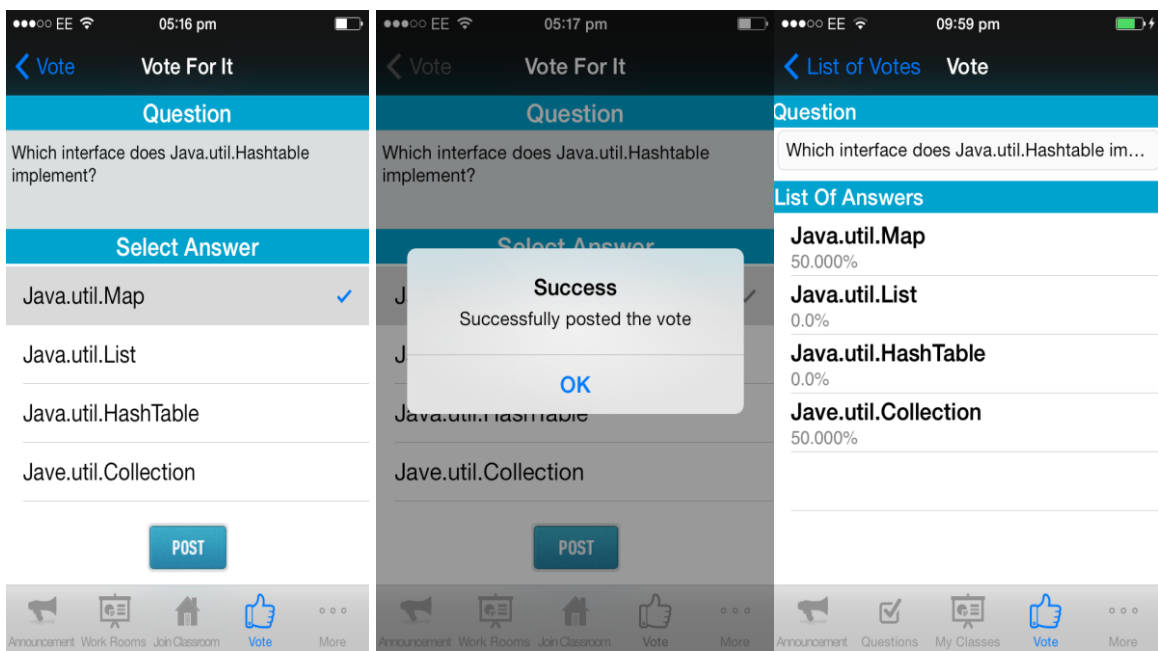 EE 05:16 pm
Vote Vote For It
Question
Which interface does Java.util.Hashtable
implement?
Select Answer
Java.util.Map
Java.util.List
Java.util.HashTable
Jave.util.Collection
POST
Announcement Work Rooms Join Classroom Vote More
EE 05:17 pm
Vote Vote For It
Question
Which interface does Java.util.Hashtable
implement?
Select Answer
Success
Successfully posted the vote
OK
Java.util.HashTable
Jave.util.Collection
POST
Announcement Work Rooms Join Classroom Vote More
EE 09:59 pm
List of Votes Vote
Question
Which interface does Java.util.Hashtable im...
List Of Answers
Java.util.Map
50.000%
Java.util.List
0.0%
Java.util.HashTable
0.0%
Jave.util.Collection
50.000%
Announcement Questions My Classes Vote More